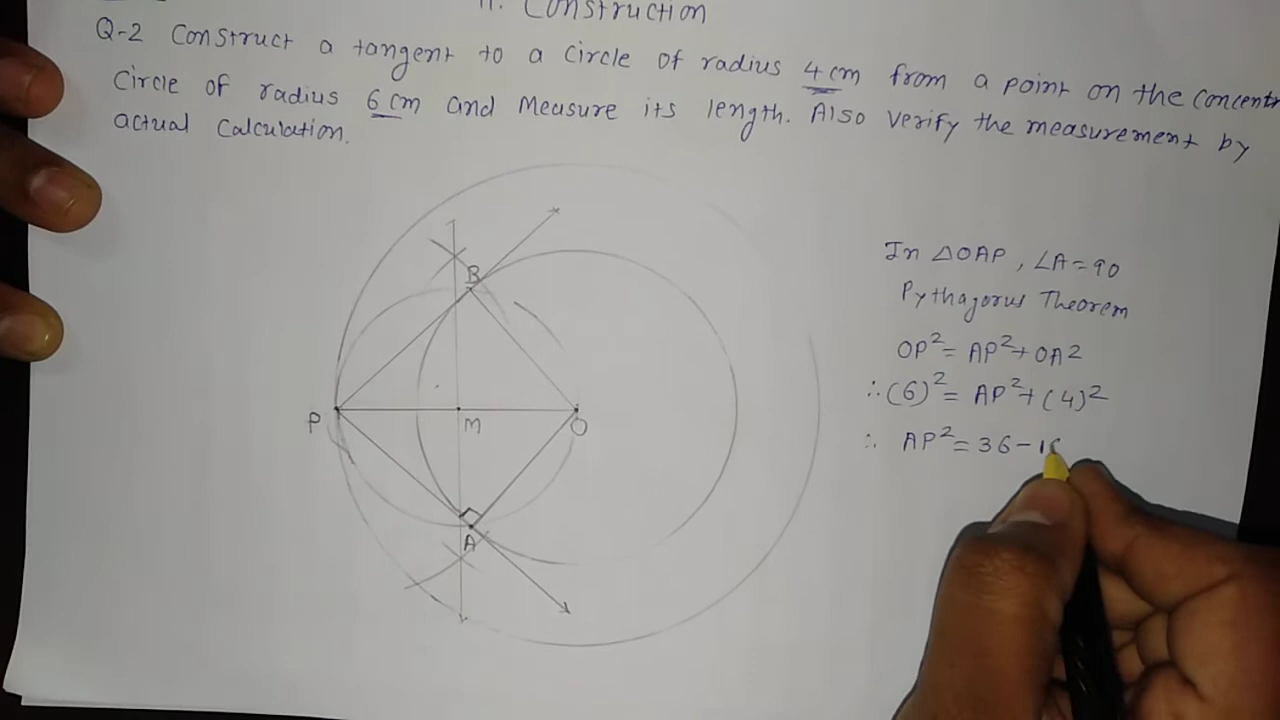 11. Construction
Q-2 Construct a tangent to a circle of radius 4 cm from a point on the
Circle of radius 6 cm and Measure its length. Also verify the measurement by
actual Calculation.
In △OAP, ∠A=90
Pythagorus Theorem
OP²= AP²+OA²
∴(6)²= AP²+(4)²
∴ AP²=36-1
B
P
M
O
A